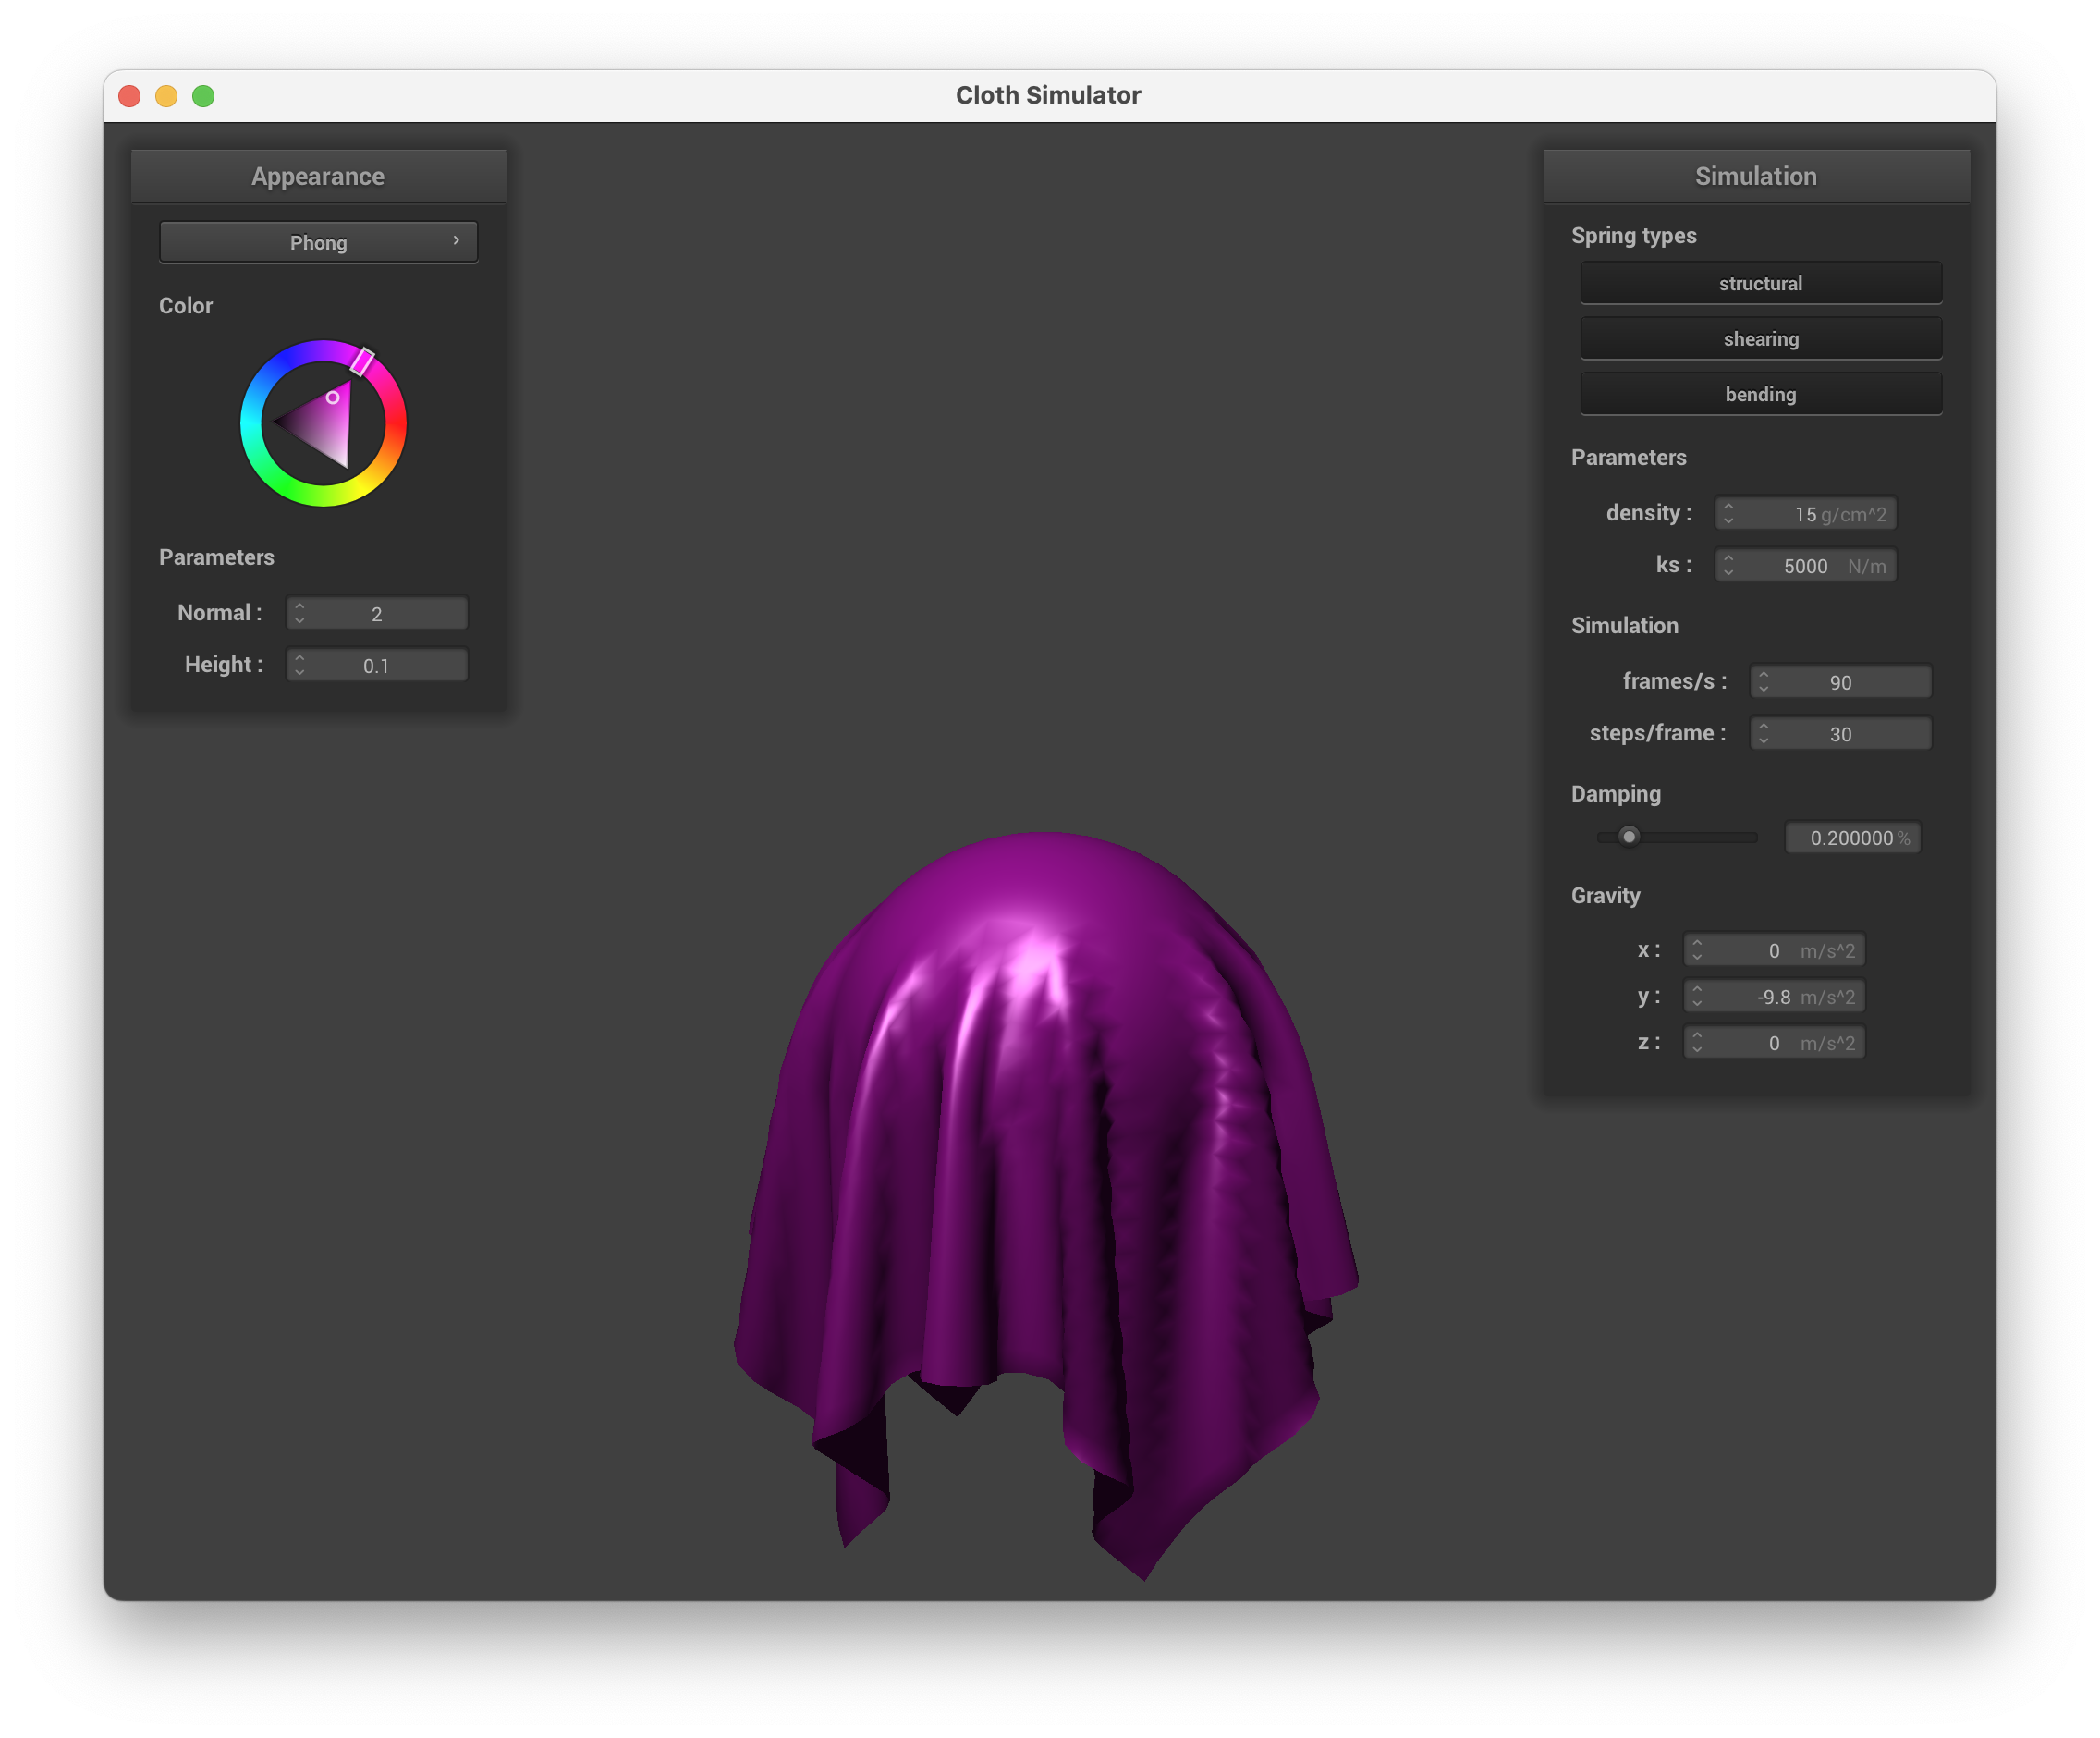 Cloth Simulator
Appearance
Phong
Color
Parameters
Normal : 2
Height : 0.1
Simulation
Spring types
structural
shearing
bending
Parameters
density : 15 g/cm^2
ks : 5000 N/m
Simulation
frames/s : 90
steps/frame : 30
Damping
0.200000 %
Gravity
x : 0 m/s^2
y : -9.8 m/s^2
z : 0 m/s^2